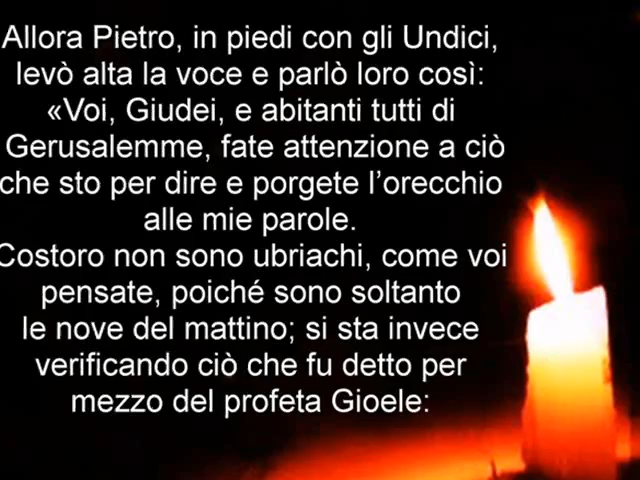 Allora Pietro, in piedi con gli Undici,
levò alta la voce e parlò loro così:
«Voi, Giudei, e abitanti tutti di
Gerusalemme, fate attenzione a ciò
che sto per dire e porgete l’orecchio
alle mie parole.
Costoro non sono ubriachi, come voi
pensate, poiché sono soltanto
le nove del mattino; si sta invece
verificando ciò che fu detto per
mezzo del profeta Gioele: